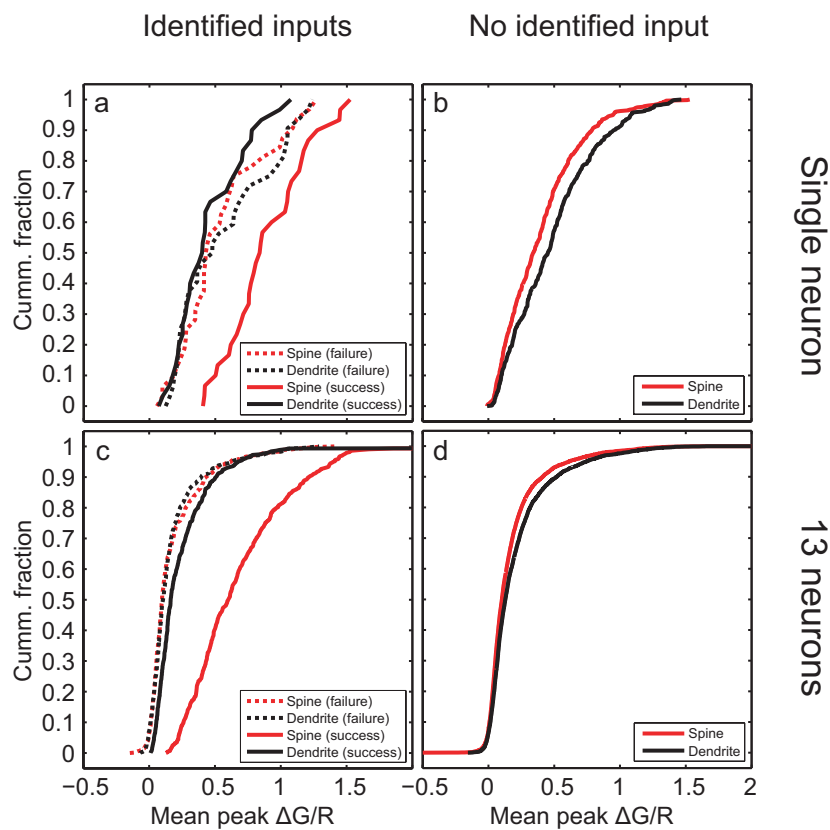 Identified inputs
No identified input
a
1
0.9
0.8
0.7
0.6
0.5
0.4
0.3
0.2
0.1
0
Cumm. fraction
Spine (failure)
Dendrite (failure)
Spine (success)
Dendrite (success)
b
Spine
Dendrite
Single neuron
c
1
0.9
0.8
0.7
0.6
0.5
0.4
0.3
0.2
0.1
0
Cumm. fraction
Spine (failure)
Dendrite (failure)
Spine (success)
Dendrite (success)
−0.5 0 0.5 1 1.5
Mean peak ΔG/R
d
Spine
Dendrite
−0.5 0 0.5 1 1.5 2
Mean peak ΔG/R
13 neurons